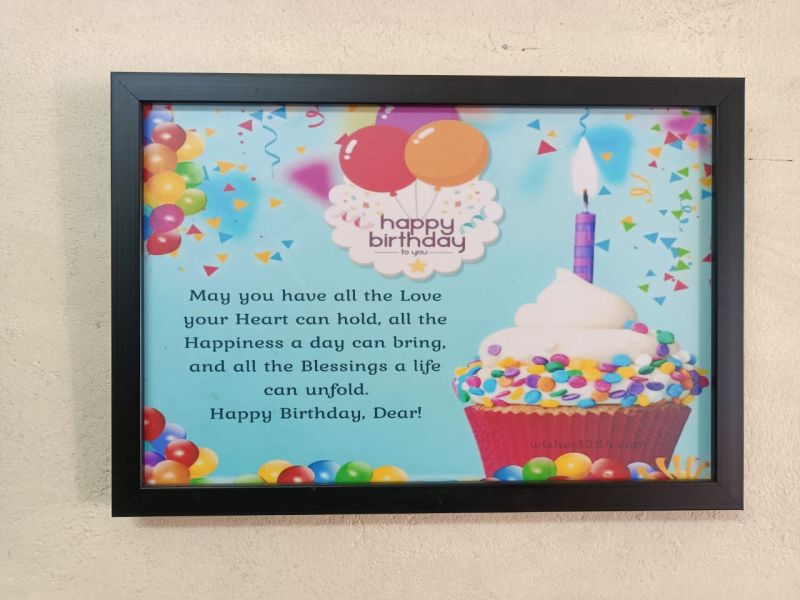 happy
birthday
to you
May you have all the Love
your Heart can hold, all the
Happiness a day can bring,
and all the Blessings a life
can unfold.
Happy Birthday, Dear!
wishes1234.com